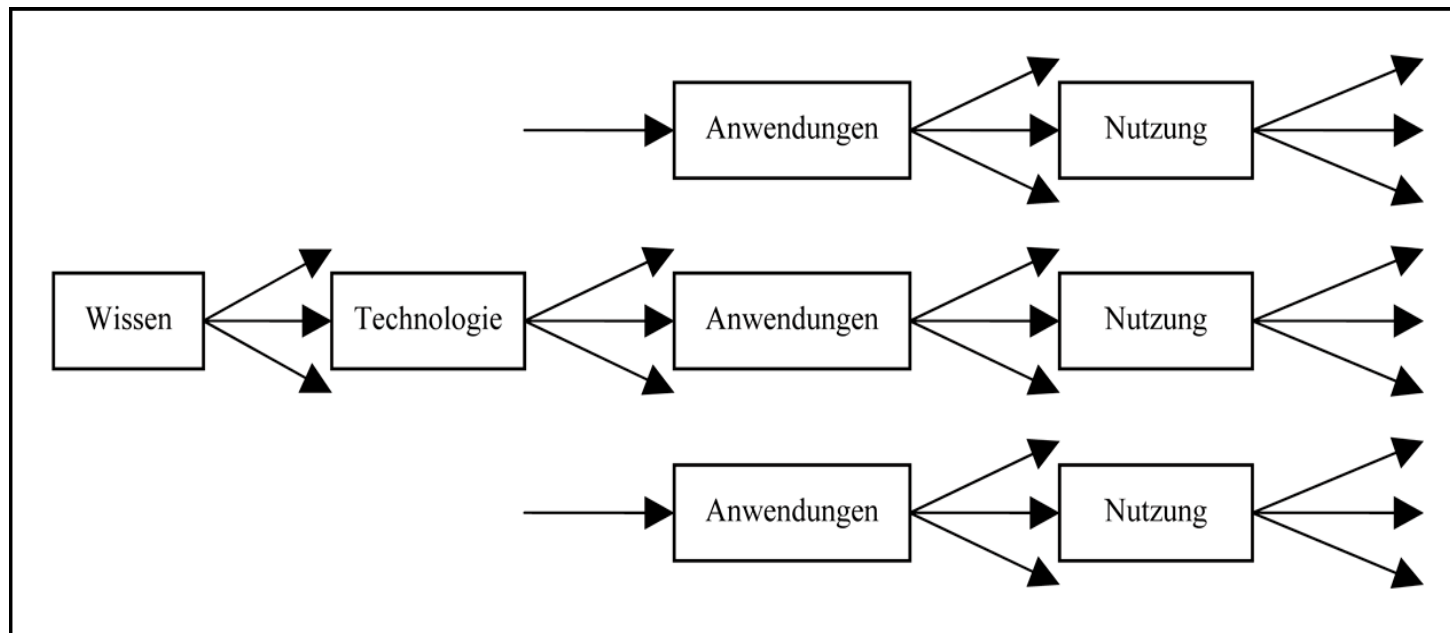 Anwendungen
Nutzung
Wissen
Technologie
Anwendungen
Nutzung
Anwendungen
Nutzung